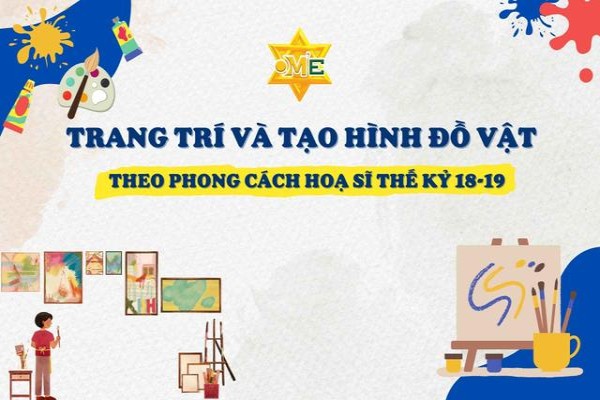 OME
TRANG TRÍ VÀ TẠO HÌNH ĐỒ VẬT
THEO PHONG CÁCH HOẠ SĨ THẾ KỶ 18-19